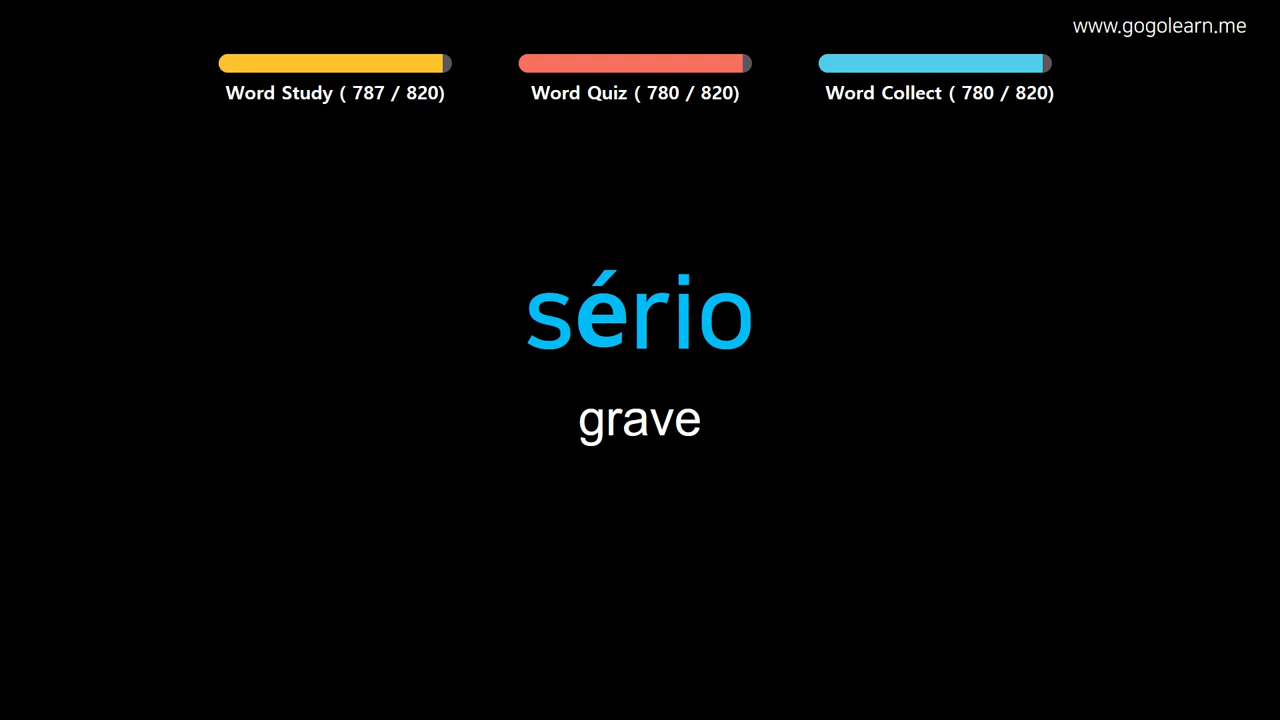 www.gogolearn.me
Word Study ( 787 / 820)
Word Quiz ( 780 / 820)
Word Collect ( 780 / 820)
sério
grave